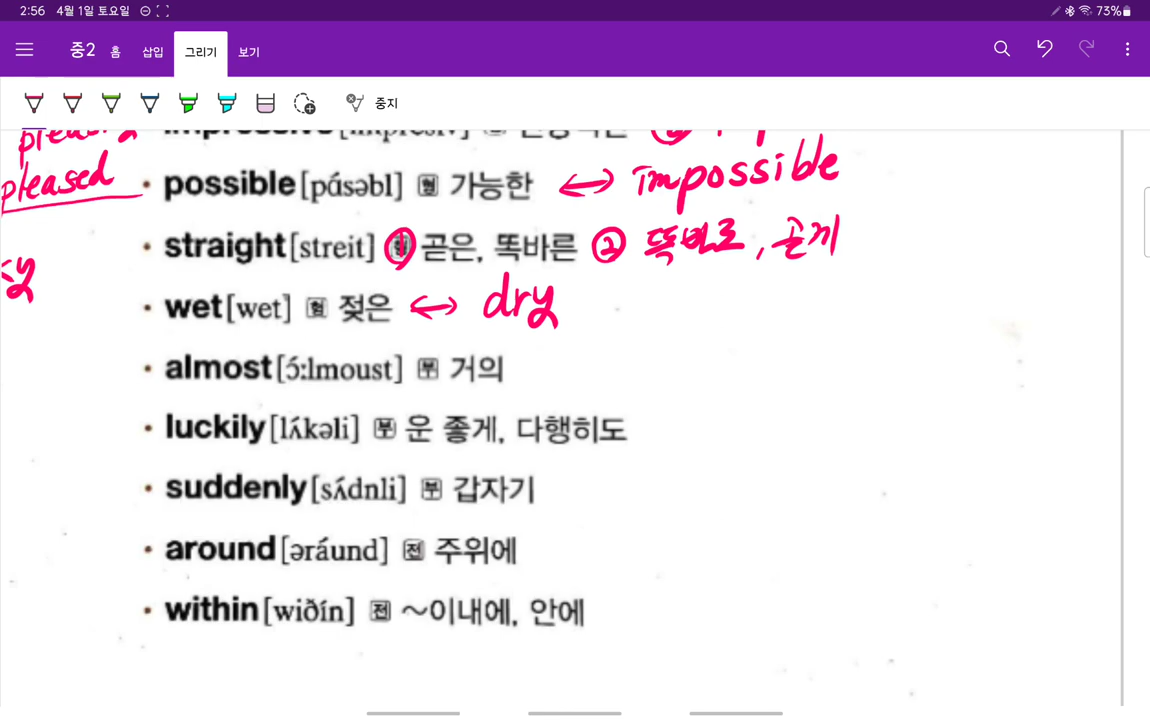 2:56 4월 1일 토요일 73%
중2 홈 삽입 그리기 보기
중지
possible[pásəbl] 형 가능한 ↔ impossible
pleased
• straight[streit] ① 형 곧은, 똑바른 ② 똑바로, 곧게
• wet[wet] 형 젖은 ↔ dry
• almost[ɔ́:lmoust] 부 거의
• luckily[lʌ́kəli] 부 운 좋게, 다행히도
• suddenly[sʌ́dnli] 부 갑자기
• around[əráund] 전 주위에
• within[wiðín] 전 ~이내에, 안에